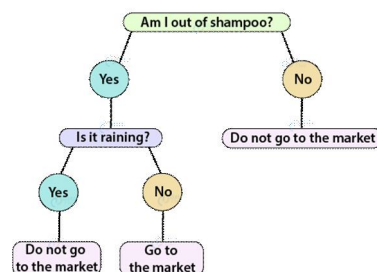 Am I out of shampoo?
Yes
No
Is it raining?
Do not go to the market
Yes
No
Do not go
to the market
Go to
the market